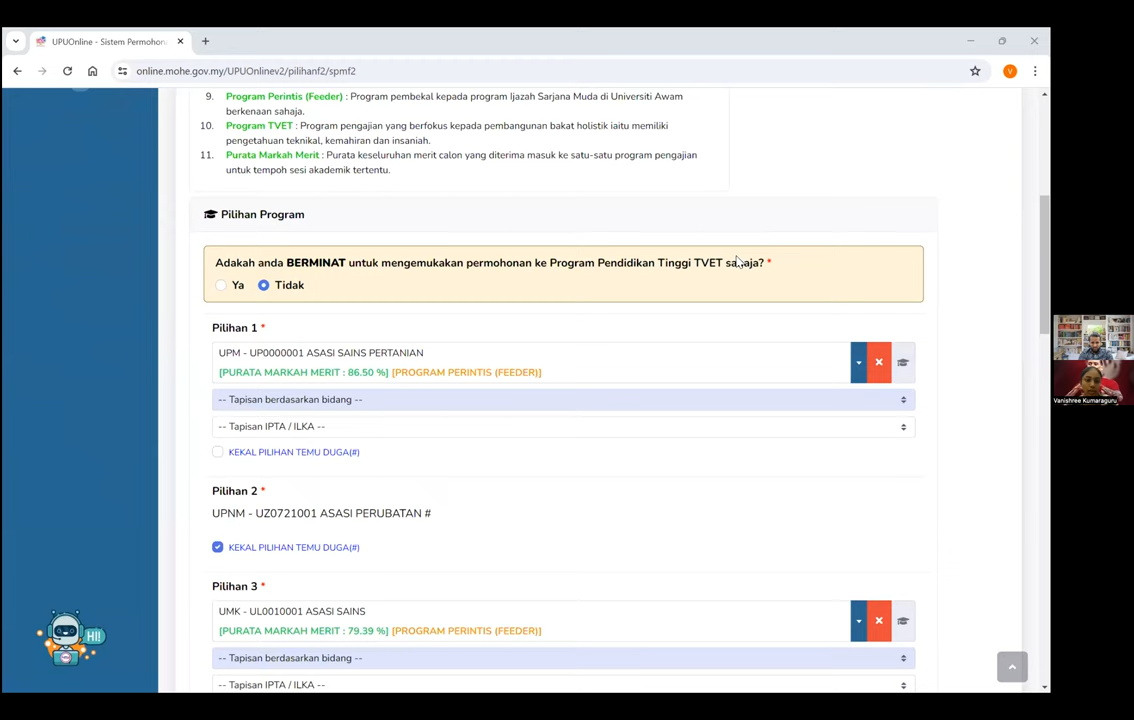 UPUOnline - Sistem Permohon
online.mohe.gov.my/UPUOnlinev2/pilihanf2/spmf2
V
9. Program Perintis (Feeder) : Program pembekal kepada program Ijazah Sarjana Muda di Universiti Awam
berkenaan sahaja.
10. Program TVET : Program pengajian yang berfokus kepada pembangunan bakat holistik iaitu memiliki
pengetahuan teknikal, kemahiran dan insaniah.
11. Purata Markah Merit : Purata keseluruhan merit calon yang diterima masuk ke satu-satu program pengajian
untuk tempoh sesi akademik tertentu.
Pilihan Program
Adakah anda BERMINAT untuk mengemukakan permohonan ke Program Pendidikan Tinggi TVET sahaja? *
Ya Tidak
Pilihan 1 *
UPM - UP0000001 ASASI SAINS PERTANIAN
[PURATA MARKAH MERIT : 86.50 %] [PROGRAM PERINTIS (FEEDER)]
-- Tapisan berdasarkan bidang --
-- Tapisan IPTA / ILKA --
KEKAL PILIHAN TEMU DUGA(#)
Pilihan 2 *
UPNM - UZ0721001 ASASI PERUBATAN #
KEKAL PILIHAN TEMU DUGA(#)
Pilihan 3 *
UMK - UL0010001 ASASI SAINS
[PURATA MARKAH MERIT : 79.39 %] [PROGRAM PERINTIS (FEEDER)]
-- Tapisan berdasarkan bidang --
-- Tapisan IPTA / ILKA --
HI!
Vanishree Kumaraguru